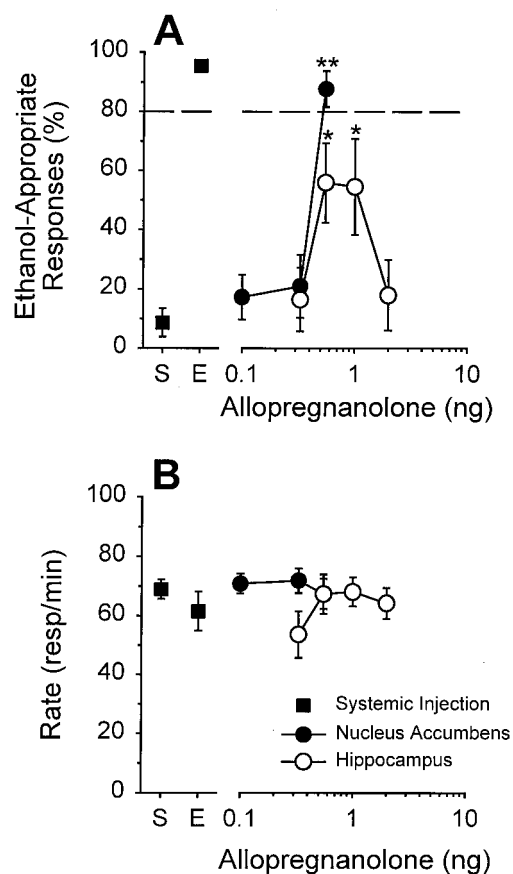 A
Ethanol-Appropriate
Responses (%)
100
80
60
40
20
0
**
*
*
S E 0.1 1 10
Allopregnanolone (ng)
B
Rate (resp/min)
100
80
60
40
20
0
Systemic Injection
Nucleus Accumbens
Hippocampus
S E 0.1 1 10
Allopregnanolone (ng)